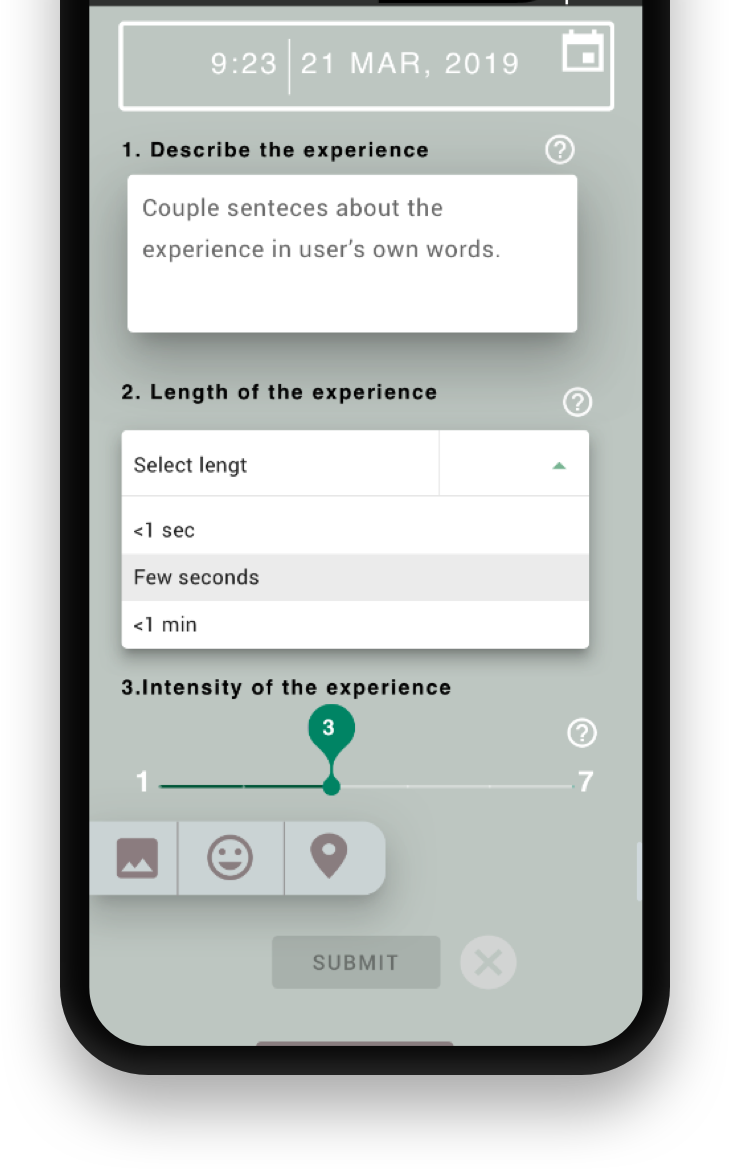 9:23 21 MAR, 2019
1. Describe the experience
Couple senteces about the
experience in user’s own words.
2. Length of the experience
Select lengt
<1 sec
Few seconds
<1 min
3.Intensity of the experience
3
1 7
SUBMIT